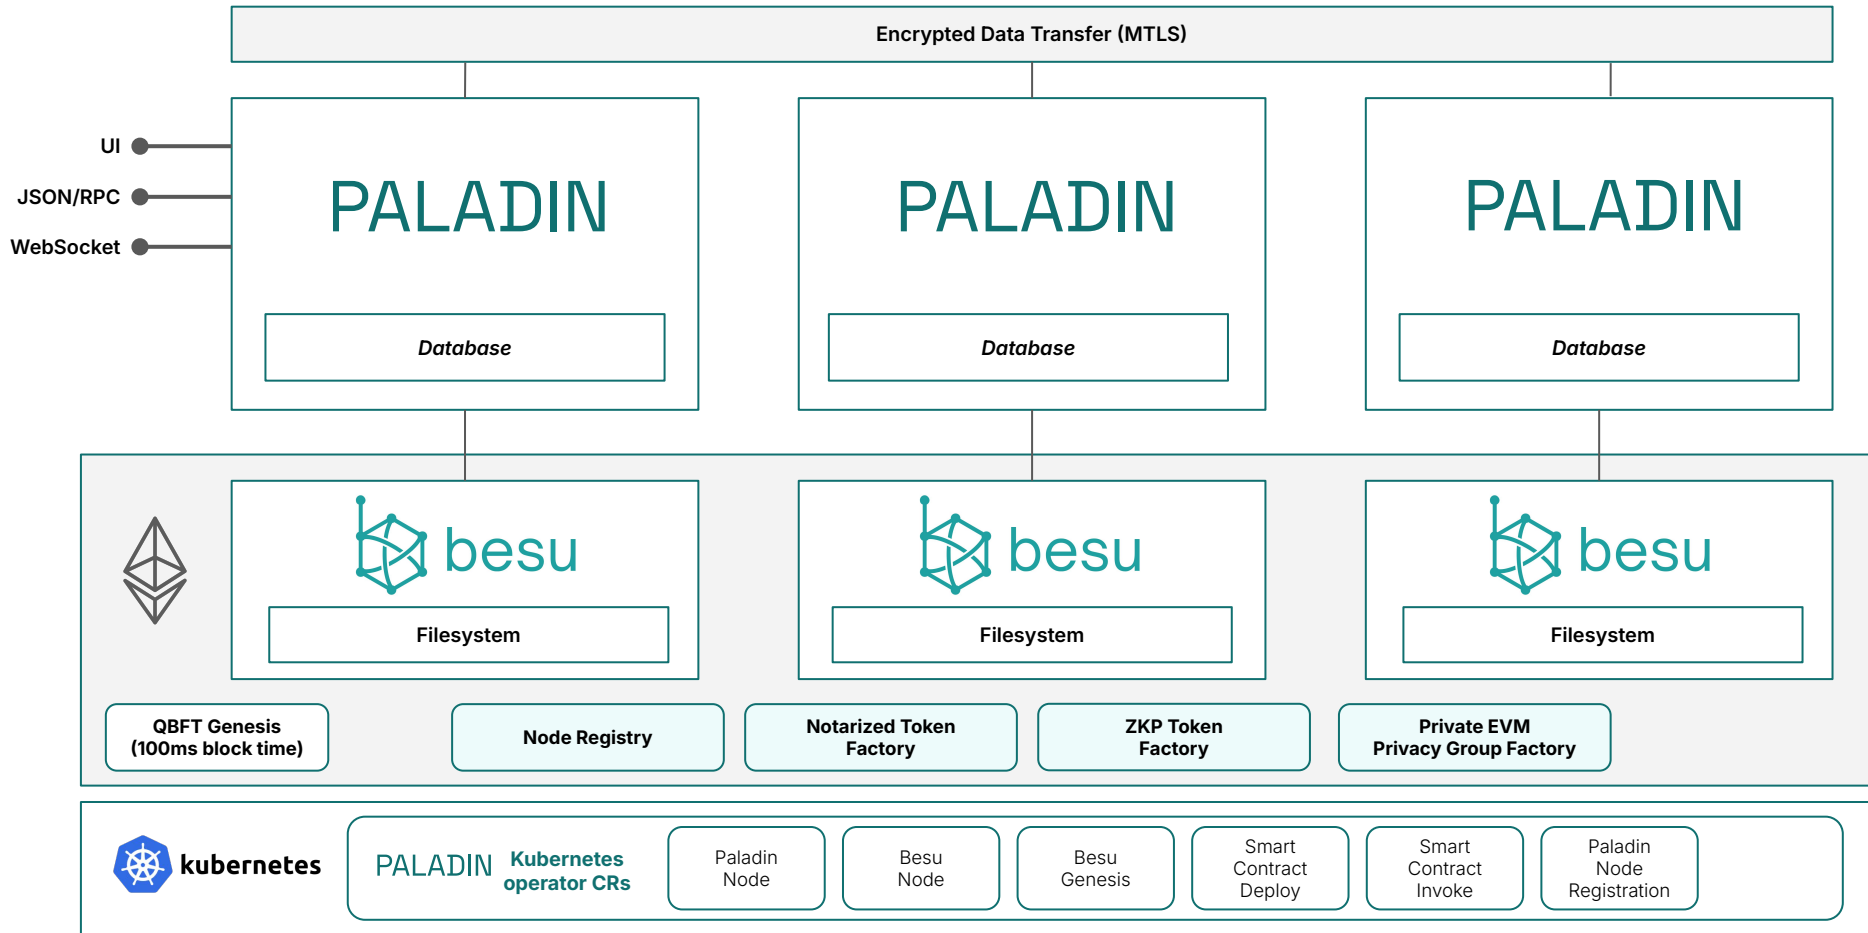 Encrypted Data Transfer (MTLS)
UI
JSON/RPC
WebSocket
PALADIN
PALADIN
PALADIN
Database
Database
Database
besu
besu
besu
Filesystem
Filesystem
Filesystem
QBFT Genesis
(100ms block time)
Node Registry
Notarized Token
Factory
ZKP Token
Factory
Private EVM
Privacy Group Factory
kubernetes
PALADIN
Kubernetes
operator CRs
Paladin
Node
Besu
Node
Besu
Genesis
Smart
Contract
Deploy
Smart
Contract
Invoke
Paladin
Node
Registration